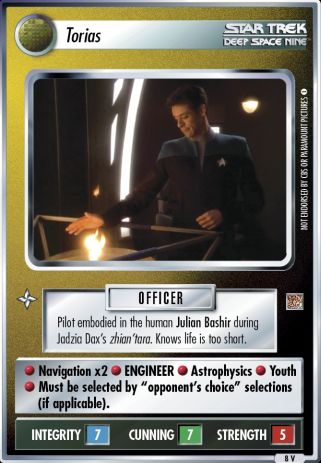 Torias
STAR TREK
DEEP SPACE NINE
NOT ENDORSED BY CBS OR PARAMOUNT PICTURES
OFFICER
Pilot embodied in the human Julian Bashir during
Jadzia Dax's zhian'tara. Knows life is too short.
• Navigation x2 • ENGINEER • Astrophysics • Youth
• Must be selected by "opponent's choice" selections
(if applicable).
INTEGRITY 7 CUNNING 7 STRENGTH 5
8 V